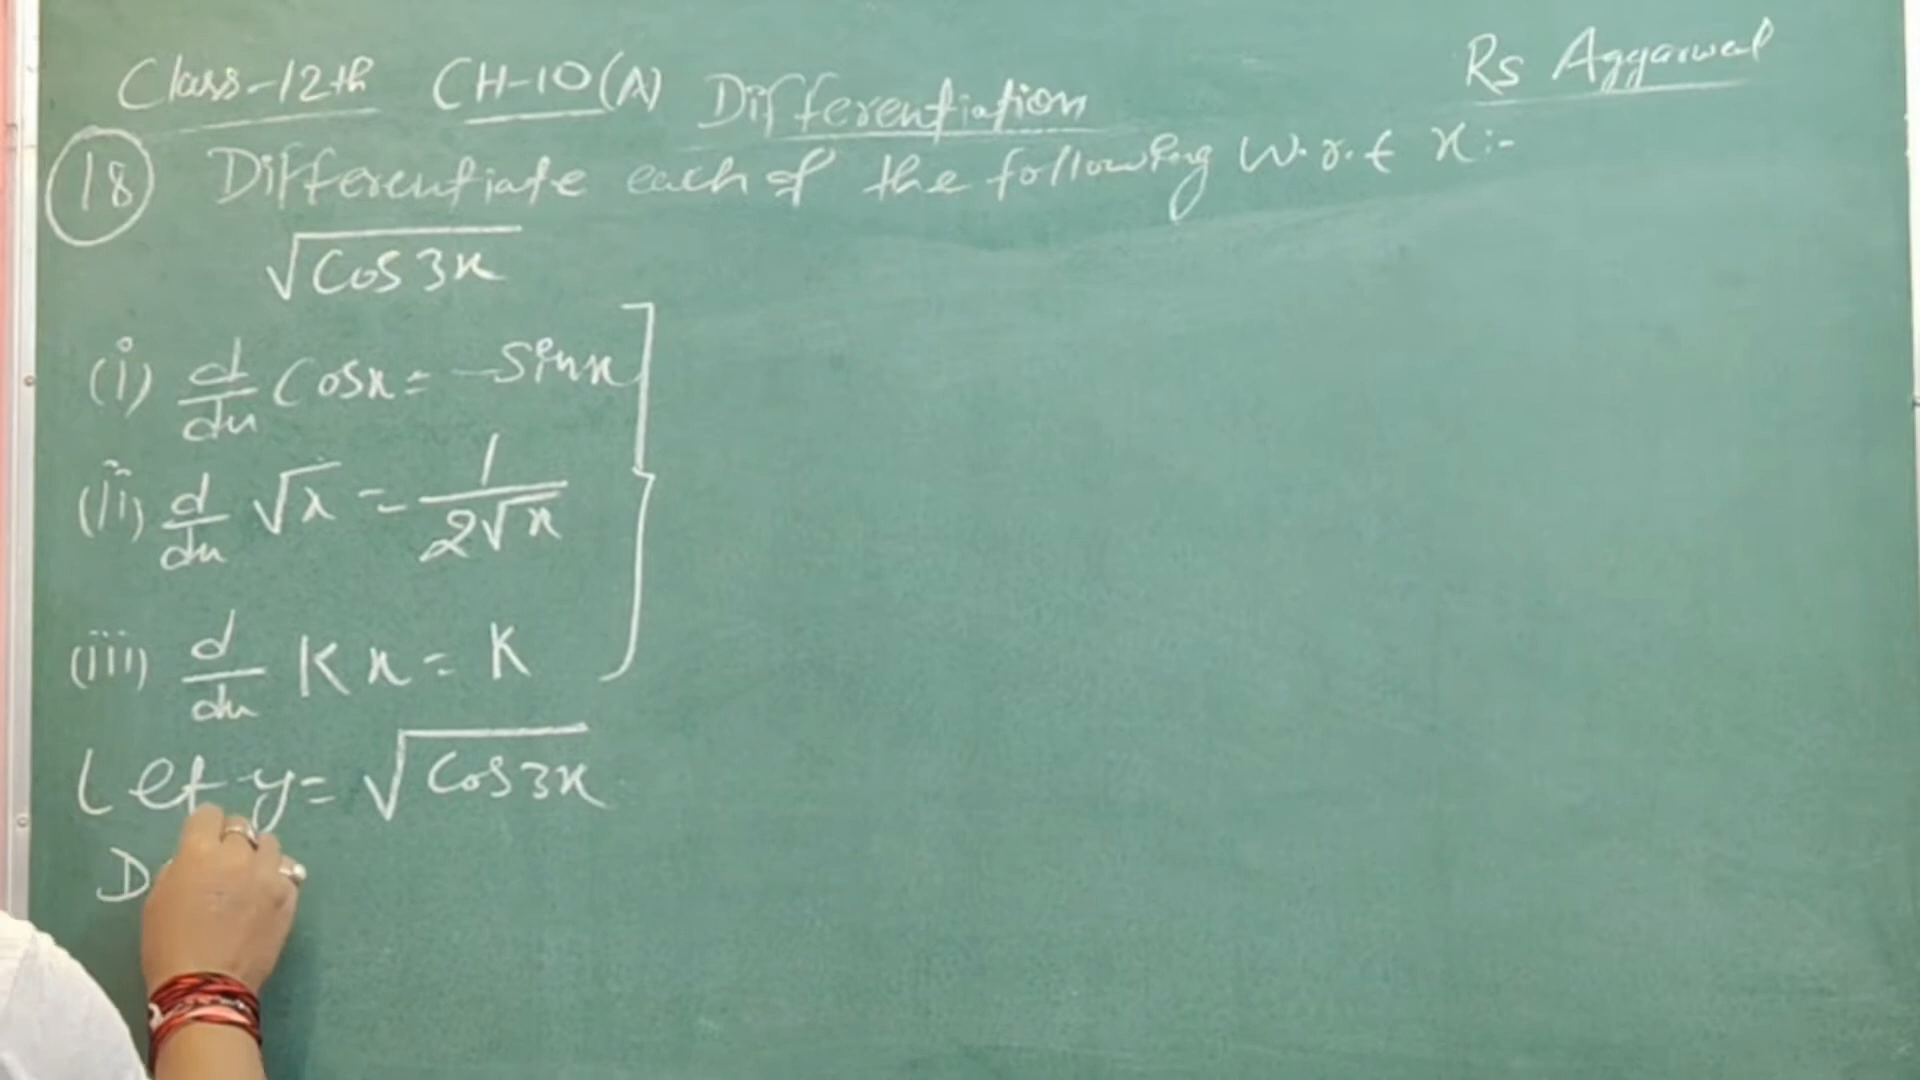 Class-12th CH-10(A) Differentiation Rs Aggarwal
(18) Differentiate each of the following w.r.t x:-
√Cos3x
(i) d/dx Cosx = -Sinx
(ii) d/dx √x = 1/2√x
(iii) d/dx Kx = K
Let y = √Cos3x
D